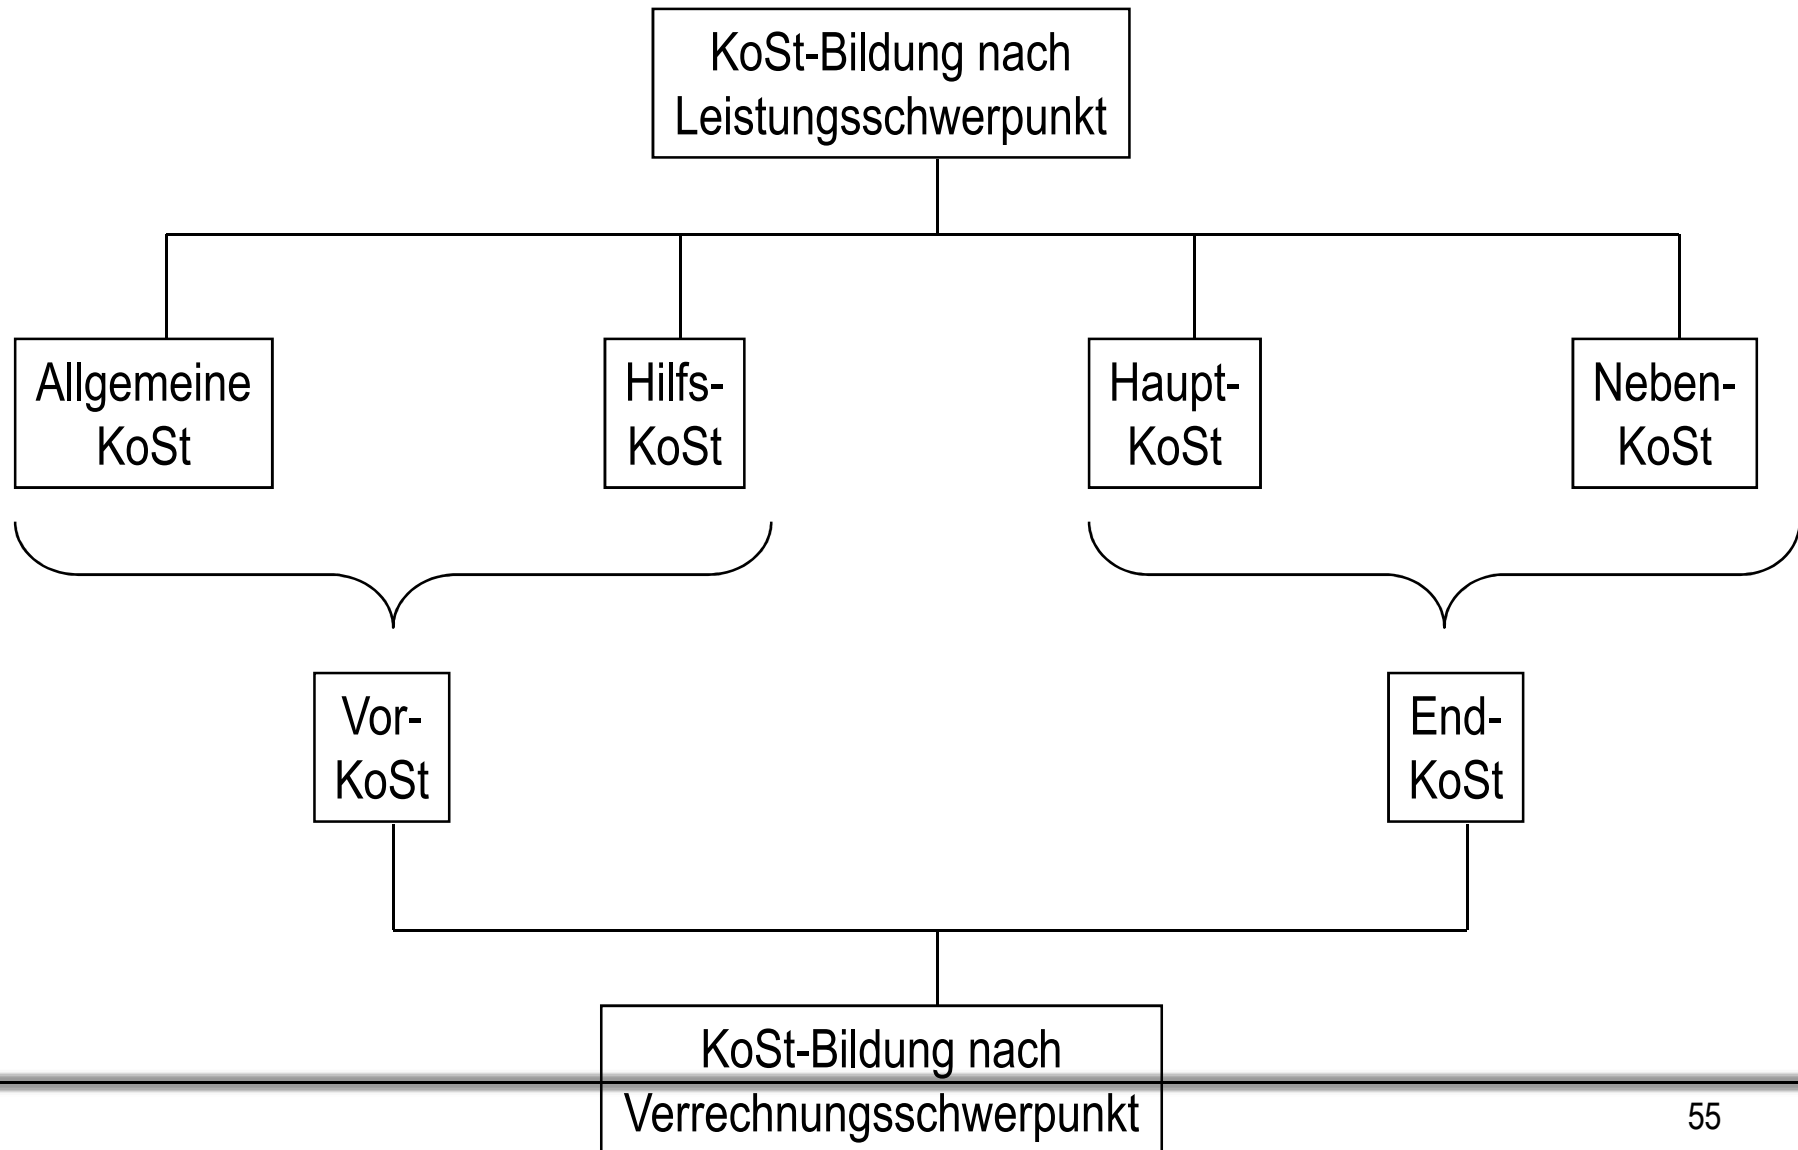 KoSt-Bildung nach
Leistungsschwerpunkt
Allgemeine
KoSt
Hilfs-
KoSt
Haupt-
KoSt
Neben-
KoSt
Vor-
KoSt
End-
KoSt
KoSt-Bildung nach
Verrechnungsschwerpunkt
55